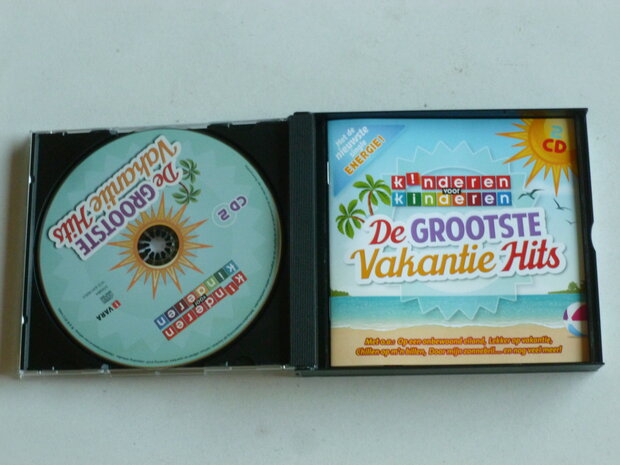 De GROOTSTE
Vakantie Hits
CD 2
kinderen
voor
kinderen
VARA
Met de
nieuwste
single
ENERGIE!
2
CD
kinderen
voor
kinderen
De GROOTSTE
Vakantie Hits
Met o.a.: Op een onbewoond eiland, Lekker op vakantie,
Chillen op m'n billen, Door mijn zonnebril.... en nog veel meer!